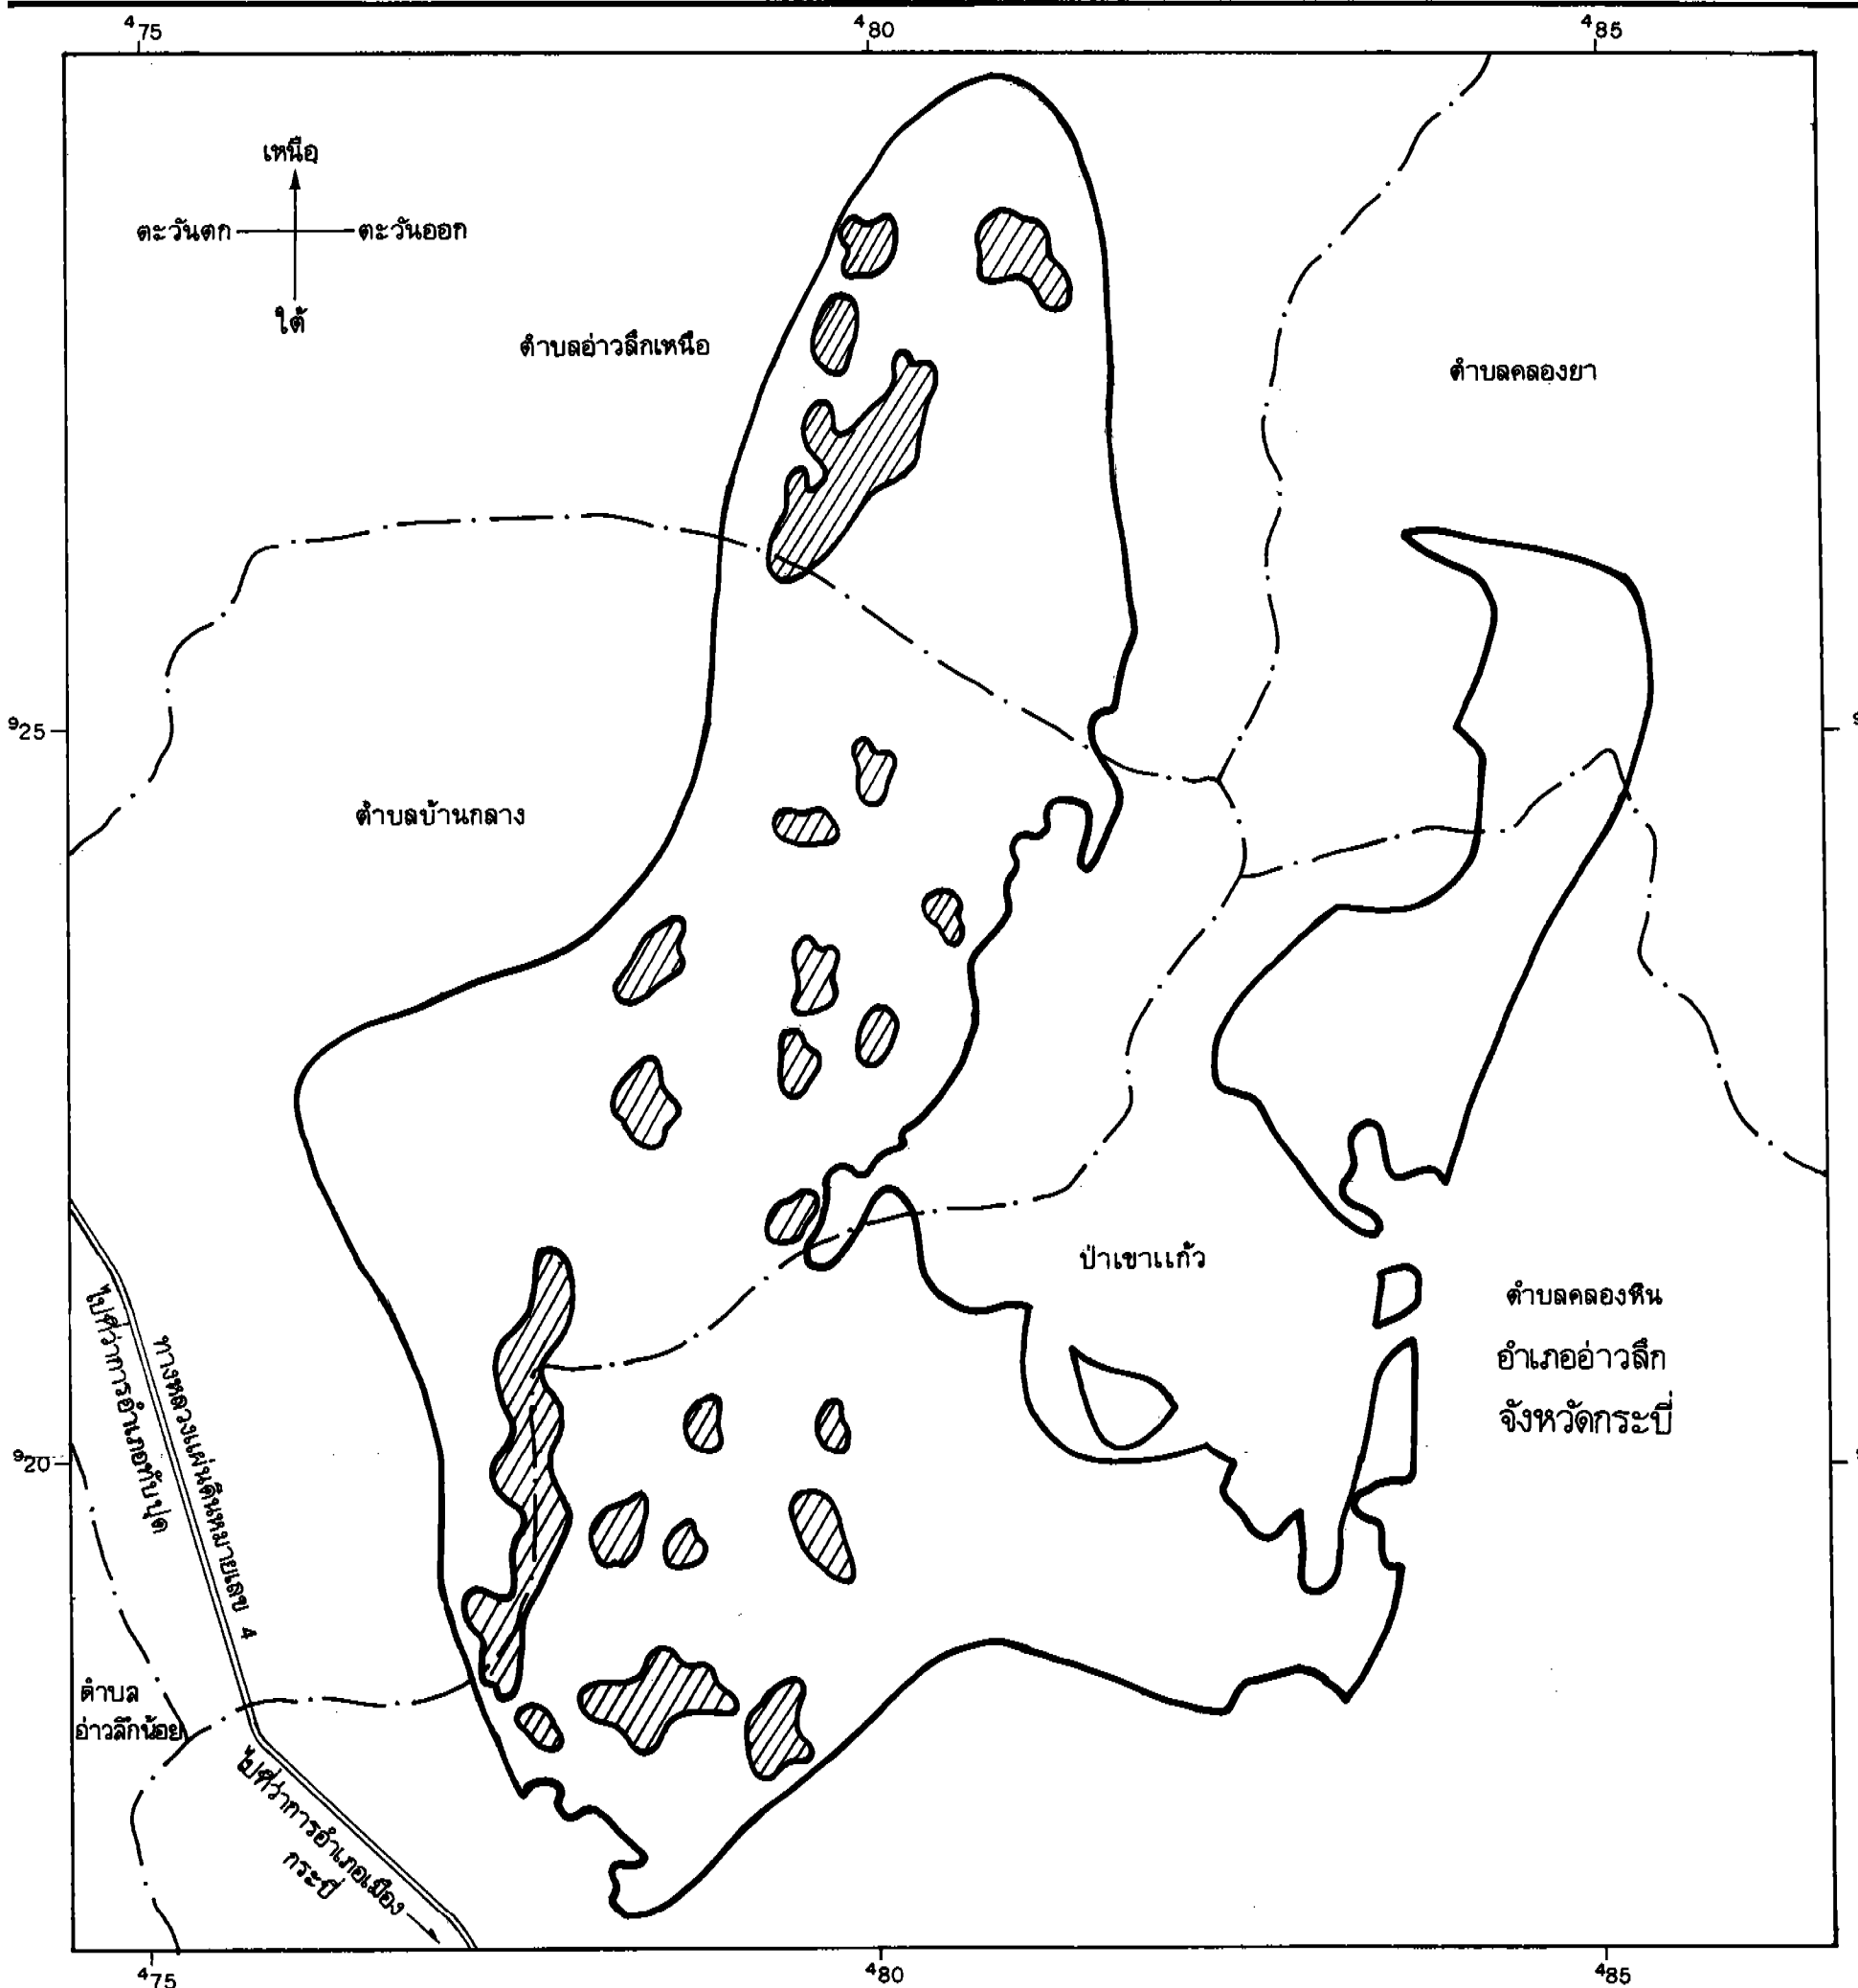 ⁴75
⁴80
⁴85
เหนือ
ตะวันตก
ตะวันออก
ใต้
ตำบลอ่าวลึกเหนือ
ตำบลคลองยา
⁹25
ตำบลบ้านกลาง
ป่าเขาแก้ว
ตำบลคลองหิน
อำเภออ่าวลึก
จังหวัดกระบี่
ทางหลวงแผ่นดินหมายเลข 4
ไปที่ว่าการอำเภอทับปุด
⁹20
ตำบล
อ่าวลึกน้อย
ไปที่ว่าการอำเภอเมือง
กระบี่
⁴75
⁴80
⁴85